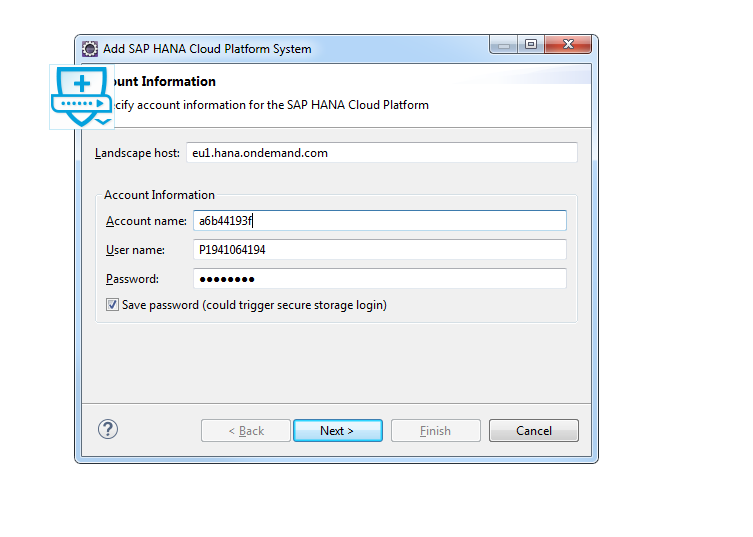 Add SAP HANA Cloud Platform System
ount Information
cify account information for the SAP HANA Cloud Platform
Landscape host: eu1.hana.ondemand.com
Account Information
Account name: a6b44193f
User name: P1941064194
Password: ●●●●●●●●
Save password (could trigger secure storage login)
? < Back Next > Finish Cancel